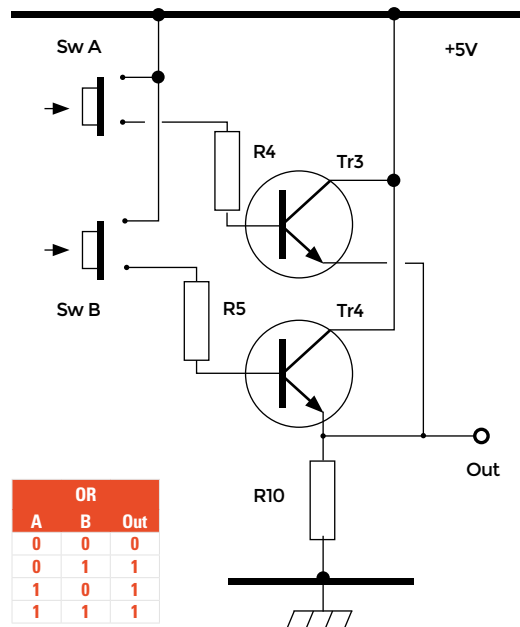 Sw A
+5V
R4
Tr3
Sw B
R5
Tr4
Out
R10
OR
A B Out
0 0 0
0 1 1
1 0 1
1 1 1